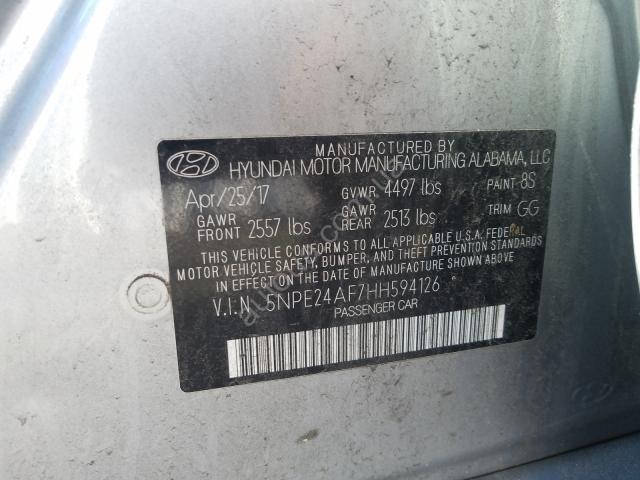 MANUFACTURED BY
HYUNDAI MOTOR MANUFACTURING ALABAMA, LLC
Apr/25/17 GVWR 4497 lbs PAINT 8S
GAWR FRONT 2557 lbs GAWR REAR 2513 lbs TRIM GG
THIS VEHICLE CONFORMS TO ALL APPLICABLE U.S.A. FEDERAL
MOTOR VEHICLE SAFETY, BUMPER, AND THEFT PREVENTION STANDARDS
IN EFFECT ON THE DATE OF MANUFACTURE SHOWN ABOVE
V.I.N 5NPE24AF7HH594126
PASSENGER CAR